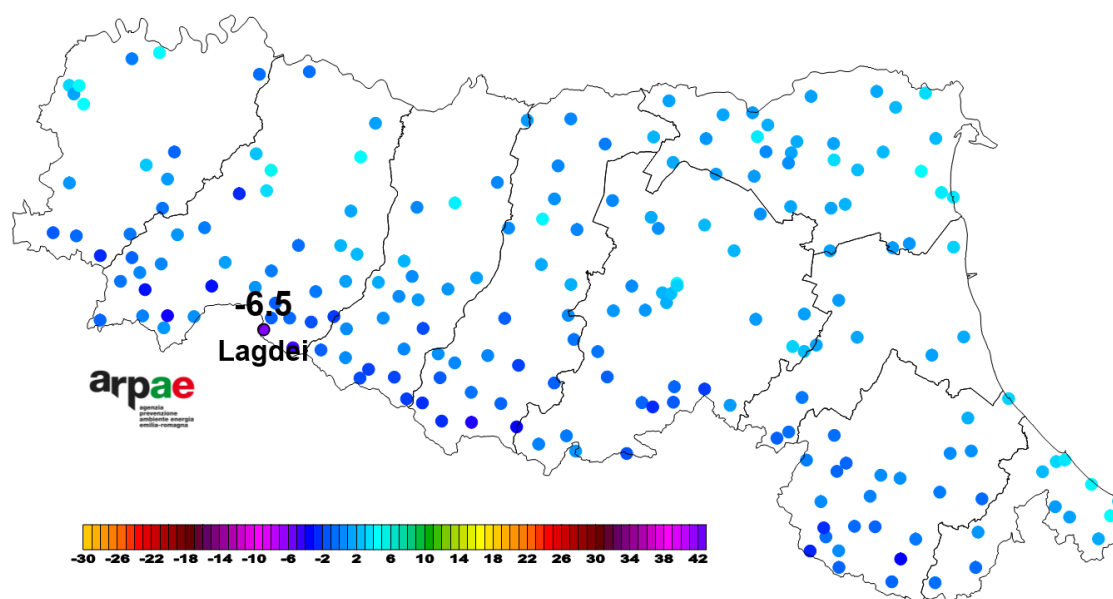 -6.5
Lagdei
arpae
agenzia
prevenzione
ambiente energia
emilia-romagna
-30 -26 -22 -18 -14 -10 -6 -2 2 6 10 14 18 22 26 30 34 38 42